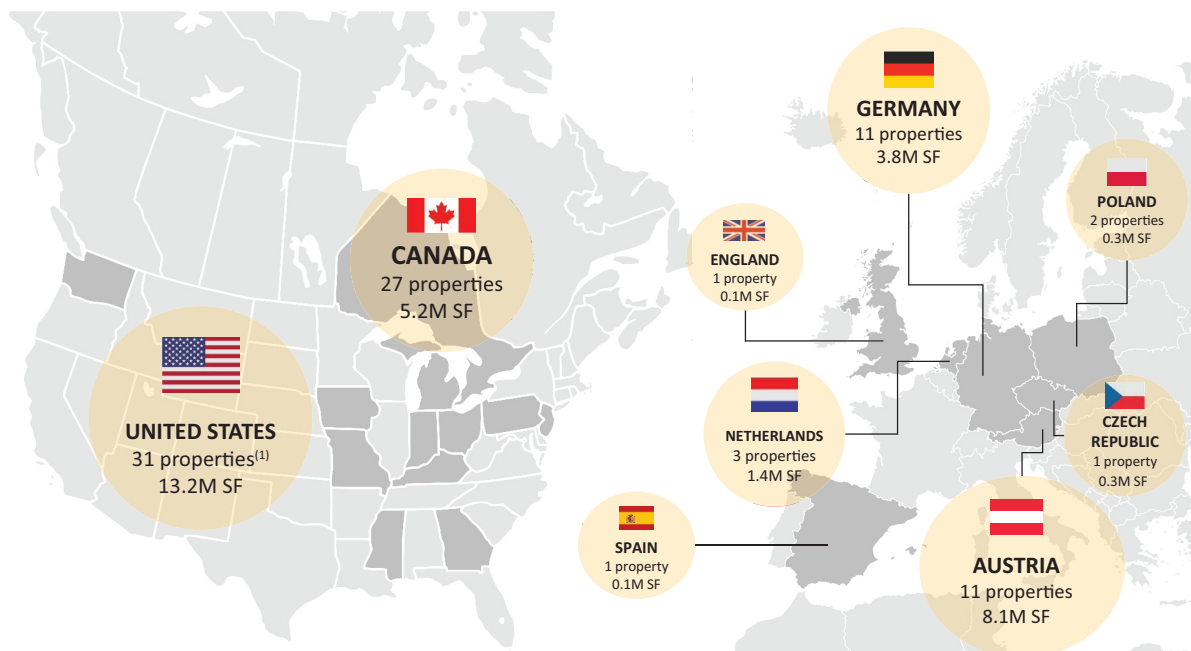 GERMANY
11 properties
3.8M SF
POLAND
2 properties
0.3M SF
CANADA
27 properties
5.2M SF
ENGLAND
1 property
0.1M SF
UNITED STATES
31 properties(1)
13.2M SF
NETHERLANDS
3 properties
1.4M SF
CZECH
REPUBLIC
1 property
0.3M SF
SPAIN
1 property
0.1M SF
AUSTRIA
11 properties
8.1M SF